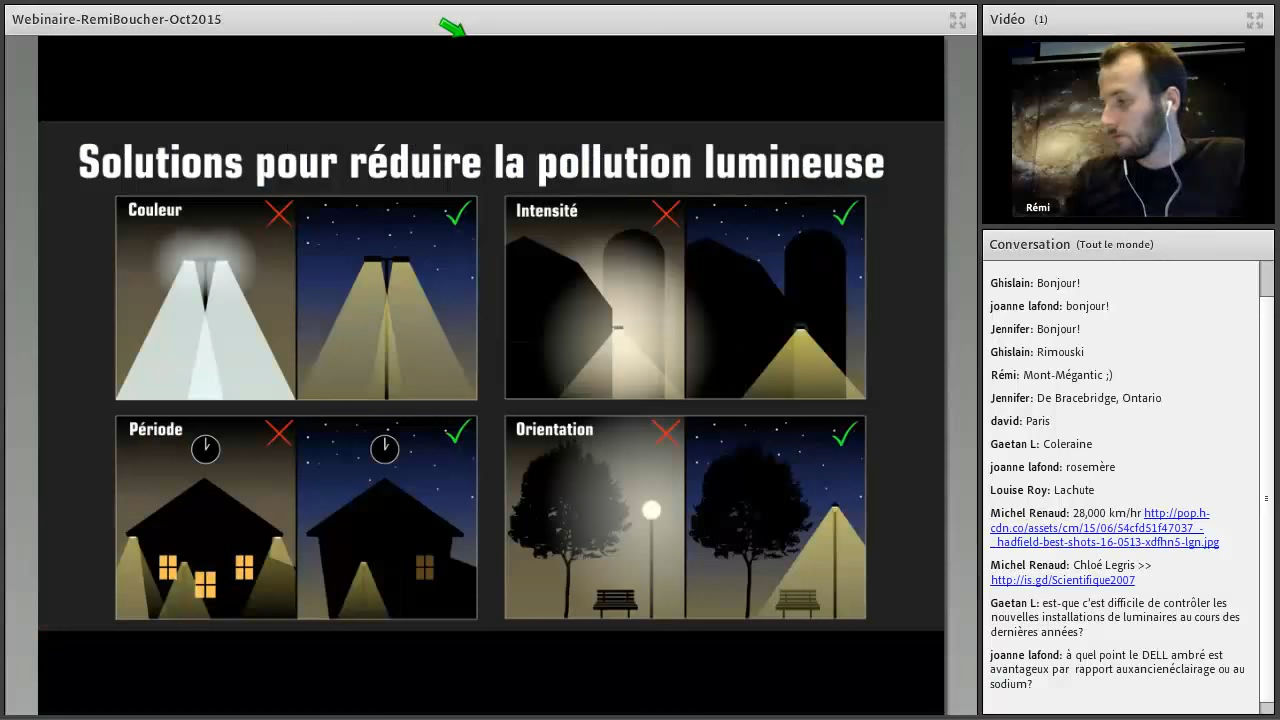 Webinaire-RemiBoucher-Oct2015
Solutions pour réduire la pollution lumineuse
Couleur
Intensité
Période
Orientation
Vidéo (1)
Rémi
Conversation (Tout le monde)
Ghislain: Bonjour!
joanne lafond: bonjour!
Jennifer: Bonjour!
Ghislain: Rimouski
Rémi: Mont-Mégantic ;)
Jennifer: De Bracebridge, Ontario
david: Paris
Gaetan L: Coleraine
joanne lafond: rosemère
Louise Roy: Lachute
Michel Renaud: 28,000 km/hr http://pop.h-
cdn.co/assets/cm/15/06/54cfd51f47037_-
_hadfield-best-shots-16-0513-xdfhn5-lgn.jpg
Michel Renaud: Chloé Legris >>
http://is.gd/Scientifique2007
Gaetan L: est-que c'est difficile de contrôler les
nouvelles installations de luminaires au cours des
dernières années?
joanne lafond: à quel point le DELL ambré est
avantageux par rapport auxancienéclairage ou au
sodium?